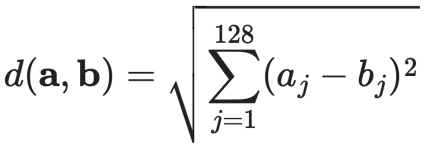 d(𝐚, 𝐛) = √(∑_{j=1}^{128} (a_j − b_j)²)